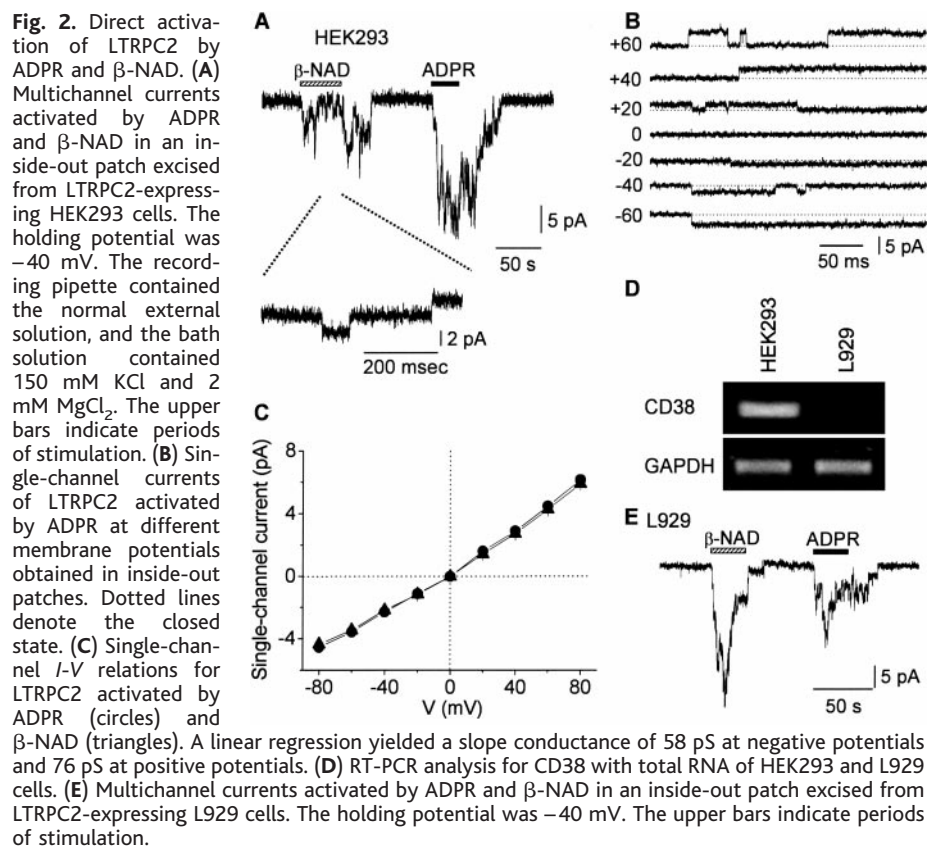 Fig. 2. Direct activa-
tion of LTRPC2 by
ADPR and β-NAD. (A)
Multichannel currents
activated by ADPR
and β-NAD in an in-
side-out patch excised
from LTRPC2-express-
ing HEK293 cells. The
holding potential was
−40 mV. The record-
ing pipette contained
the normal external
solution, and the bath
solution contained
150 mM KCl and 2
mM MgCl₂. The upper
bars indicate periods
of stimulation. (B) Sin-
gle-channel currents
of LTRPC2 activated
by ADPR at different
membrane potentials
obtained in inside-out
patches. Dotted lines
denote the closed
state. (C) Single-chan-
nel I-V relations for
LTRPC2 activated by
ADPR (circles) and
β-NAD (triangles). A linear regression yielded a slope conductance of 58 pS at negative potentials
and 76 pS at positive potentials. (D) RT-PCR analysis for CD38 with total RNA of HEK293 and L929
cells. (E) Multichannel currents activated by ADPR and β-NAD in an inside-out patch excised from
LTRPC2-expressing L929 cells. The holding potential was −40 mV. The upper bars indicate periods
of stimulation.
A
HEK293
β-NAD
ADPR
5 pA
50 s
2 pA
200 msec
B
+60
+40
+20
0
-20
-40
-60
50 ms
5 pA
C
Single-channel current (pA)
8
4
0
-4
-80
-40
0
40
80
V (mV)
D
HEK293
L929
CD38
GAPDH
E
L929
β-NAD
ADPR
5 pA
50 s